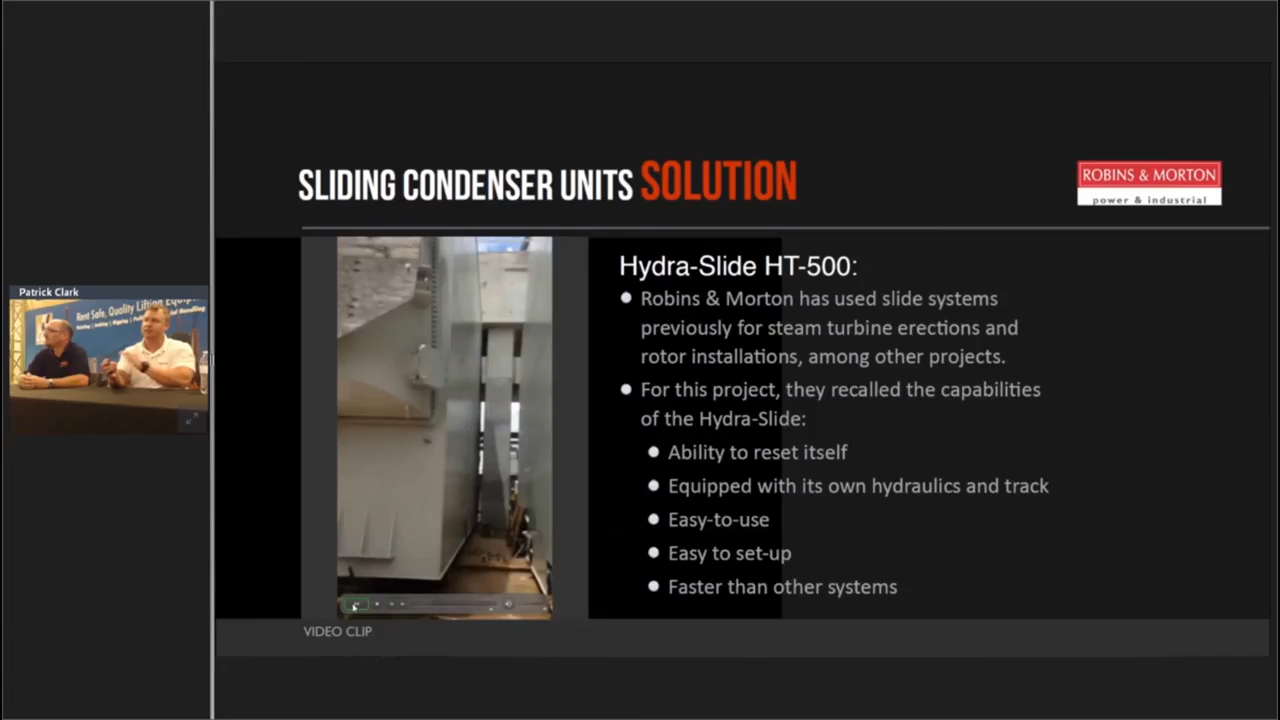 SLIDING CONDENSER UNITS SOLUTION
ROBINS & MORTON
power & industrial
Patrick Clark
Rent Safe, Quality Lifting
Hydra-Slide HT-500:
Robins & Morton has used slide systems
previously for steam turbine erections and
rotor installations, among other projects.
For this project, they recalled the capabilities
of the Hydra-Slide:
Ability to reset itself
Equipped with its own hydraulics and track
Easy-to-use
Easy to set-up
Faster than other systems
VIDEO CLIP